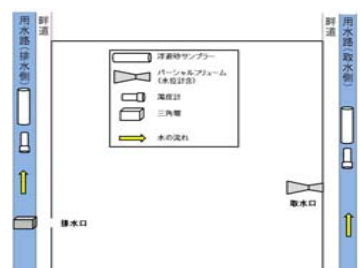 用水路(排水側)
畔道
浮遊砂サンプラー
パーシャルフリューム
(水位計含)
濁度計
三角堰
水の流れ
排水口
取水口
畔道
用水路(取水側)